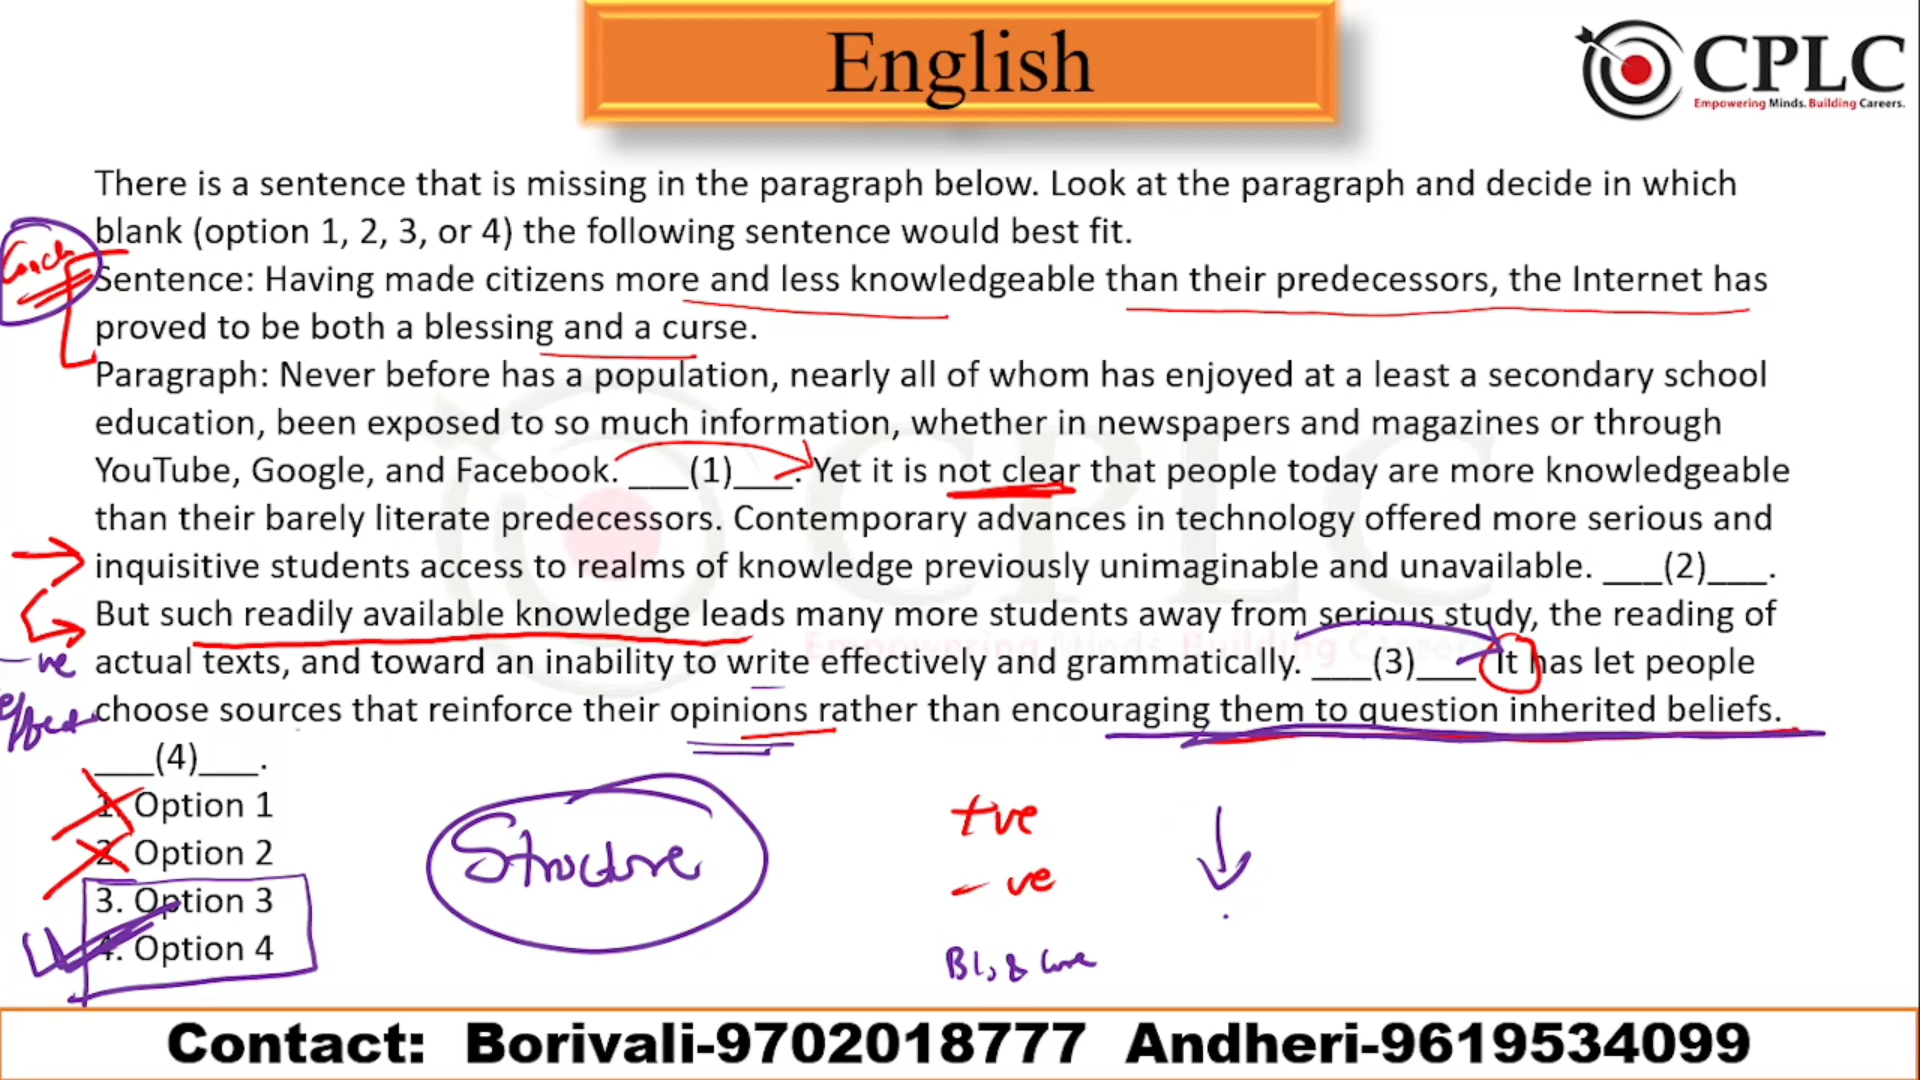 English
CPLC
Empowering Minds. Building Careers.
There is a sentence that is missing in the paragraph below. Look at the paragraph and decide in which
blank (option 1, 2, 3, or 4) the following sentence would best fit.
Sentence: Having made citizens more and less knowledgeable than their predecessors, the Internet has
proved to be both a blessing and a curse.
Paragraph: Never before has a population, nearly all of whom has enjoyed at a least a secondary school
education, been exposed to so much information, whether in newspapers and magazines or through
YouTube, Google, and Facebook. ___(1)___. Yet it is not clear that people today are more knowledgeable
than their barely literate predecessors. Contemporary advances in technology offered more serious and
inquisitive students access to realms of knowledge previously unimaginable and unavailable. ___(2)___.
But such readily available knowledge leads many more students away from serious study, the reading of
-ve actual texts, and toward an inability to write effectively and grammatically. ___(3)___. It has let people
effect choose sources that reinforce their opinions rather than encouraging them to question inherited beliefs.
___(4)___.
1. Option 1
2. Option 2
3. Option 3
4. Option 4
Structure
+ve
-ve
Contact: Borivali-9702018777 Andheri-9619534099